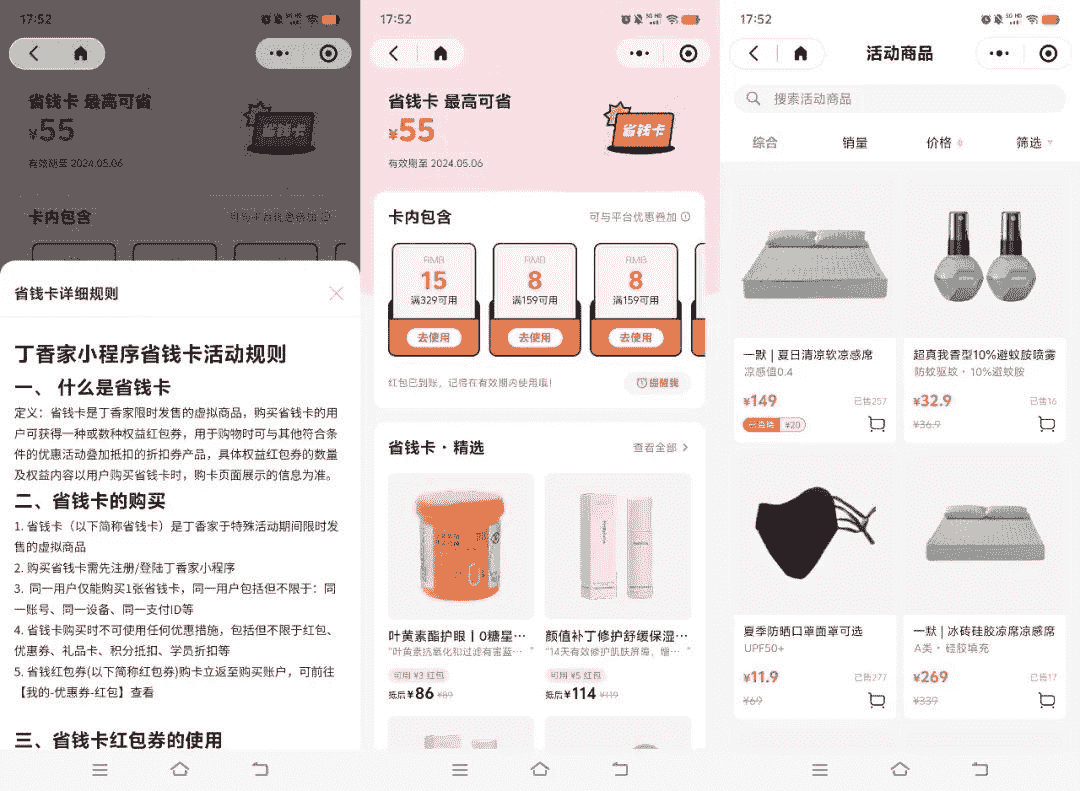 17:52
省钱卡 最高可省
¥55
有效期至 2024.05.06
卡内包含
可与平台优惠叠加
省钱卡
省钱卡详细规则
丁香家小程序省钱卡活动规则
一、 什么是省钱卡
定义：省钱卡是丁香家限时发售的虚拟商品，购买省钱卡的用
户可获得一种或数种权益红包券，用于购物时可与其他符合条
件的优惠活动叠加抵扣的折扣券产品，具体权益红包券的数量
及权益内容以用户购买省钱卡时，购卡页面展示的信息为准。
二、省钱卡的购买
1. 省钱卡（以下简称省钱卡）是丁香家于特殊活动期间限时发
售的虚拟商品
2. 购买省钱卡需先注册/登陆丁香家小程序
3. 同一用户仅能购买1张省钱卡，同一用户包括但不限于：同
一账号、同一设备、同一支付ID等
4. 省钱卡购买时不可使用任何优惠措施，包括但不限于红包、
优惠券、礼品卡、积分抵扣、学员折扣等
5. 省钱红包券(以下简称红包券)购卡立返至购买账户，可前往
【我的-优惠券-红包】查看
三、省钱卡红包券的使用
17:52
5G HD
省钱卡 最高可省
¥55
有效期至 2024.05.06
省钱卡
卡内包含
可与平台优惠叠加
RMB
15
满329可用
去使用
RMB
8
满159可用
去使用
RMB
8
满159可用
去使用
红包已到账，记得在有效期内使用哦!
提醒我
省钱卡 · 精选
查看全部
叶黄素酯护眼丨0糖星…
“叶黄素抗氧化和过滤有害蓝… ”
可用 ¥3 红包
抵后¥86 ¥89
颜值补丁修护舒缓保湿…
“14天有效修护肌肤屏障，… ”
可用 ¥5 红包
抵后¥114 ¥119
17:52
5G HD
活动商品
搜索活动商品
综合
销量
价格
筛选
一默 | 夏日清凉软凉感席
凉感值0.4
¥149
已售257
¥20
超真我香型10%避蚊胺喷雾
防蚊驱蚊 · 10%避蚊胺
¥32.9
已售16
¥36.9
夏季防晒口罩面罩可选
UPF50+
¥11.9
已售277
¥69
一默 | 冰砖硅胶凉席凉感席
A类 · 硅胶填充
¥269
已售17
¥339